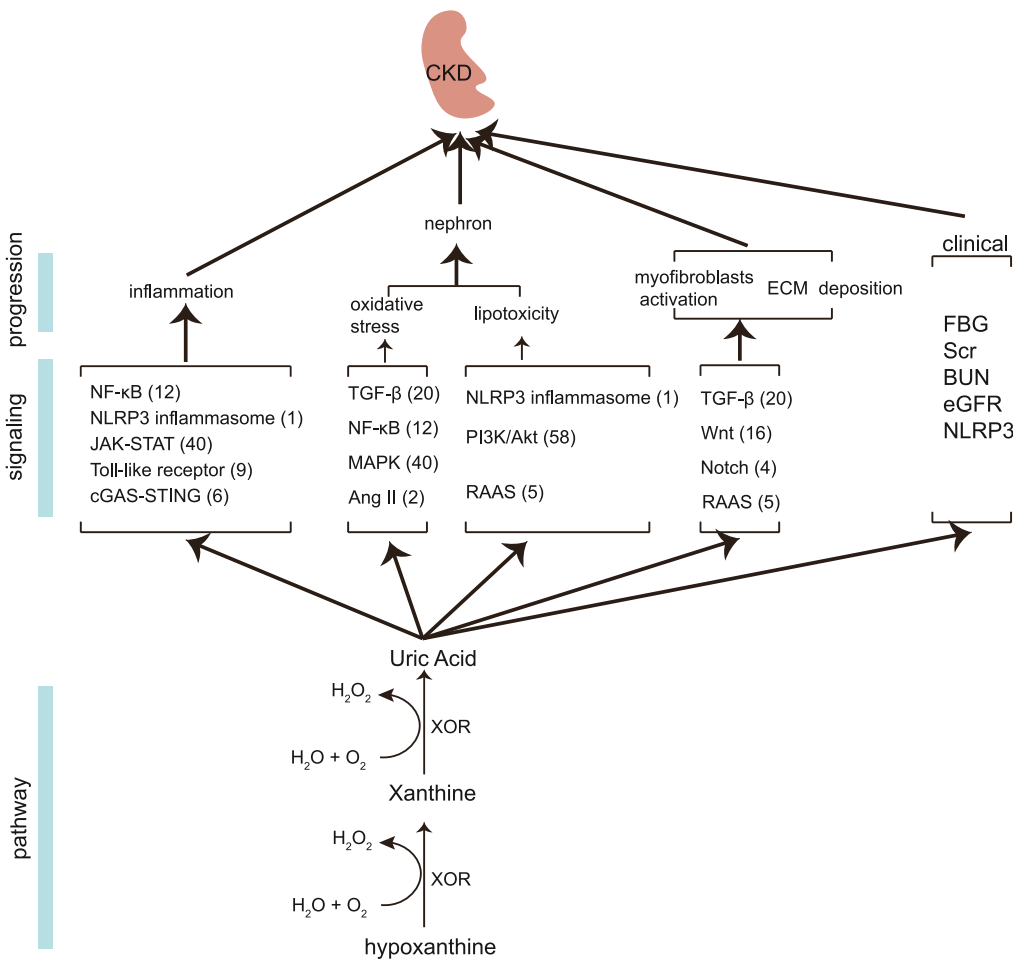 CKD
nephron
clinical
progression
inflammation
oxidative
stress
lipotoxicity
myofibroblasts
activation
ECM deposition
FBG
Scr
BUN
eGFR
NLRP3
signaling
NF-κB (12)
NLRP3 inflammasome (1)
JAK-STAT (40)
Toll-like receptor (9)
cGAS-STING (6)
TGF-β (20)
NF-κB (12)
MAPK (40)
Ang II (2)
NLRP3 inflammasome (1)
PI3K/Akt (58)
RAAS (5)
TGF-β (20)
Wnt (16)
Notch (4)
RAAS (5)
Uric Acid
pathway
H₂O₂
XOR
H₂O + O₂
Xanthine
H₂O₂
XOR
H₂O + O₂
hypoxanthine